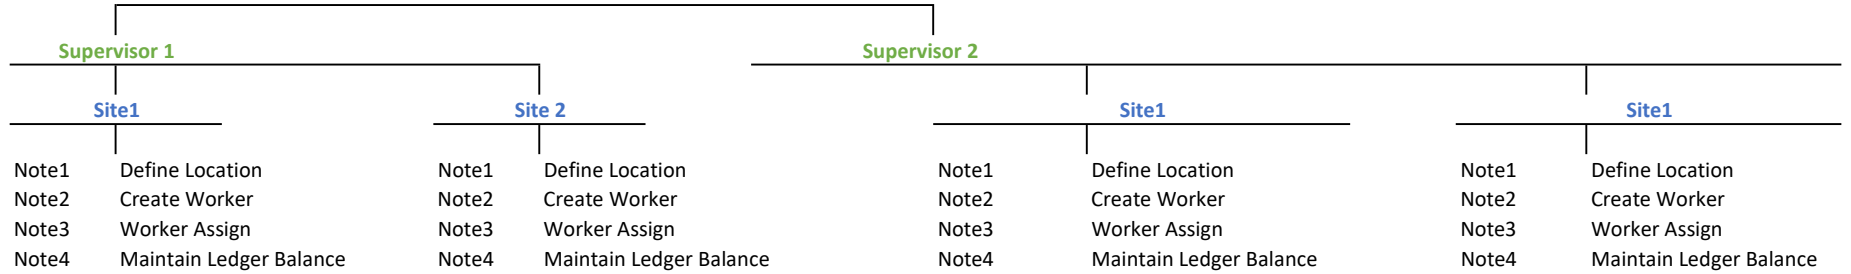 Supervisor 1 Supervisor 2
Site1 Site 2 Site1 Site1
Note1 Define Location Note1 Define Location Note1 Define Location Note1 Define Location
Note2 Create Worker Note2 Create Worker Note2 Create Worker Note2 Create Worker
Note3 Worker Assign Note3 Worker Assign Note3 Worker Assign Note3 Worker Assign
Note4 Maintain Ledger Balance Note4 Maintain Ledger Balance Note4 Maintain Ledger Balance Note4 Maintain Ledger Balance